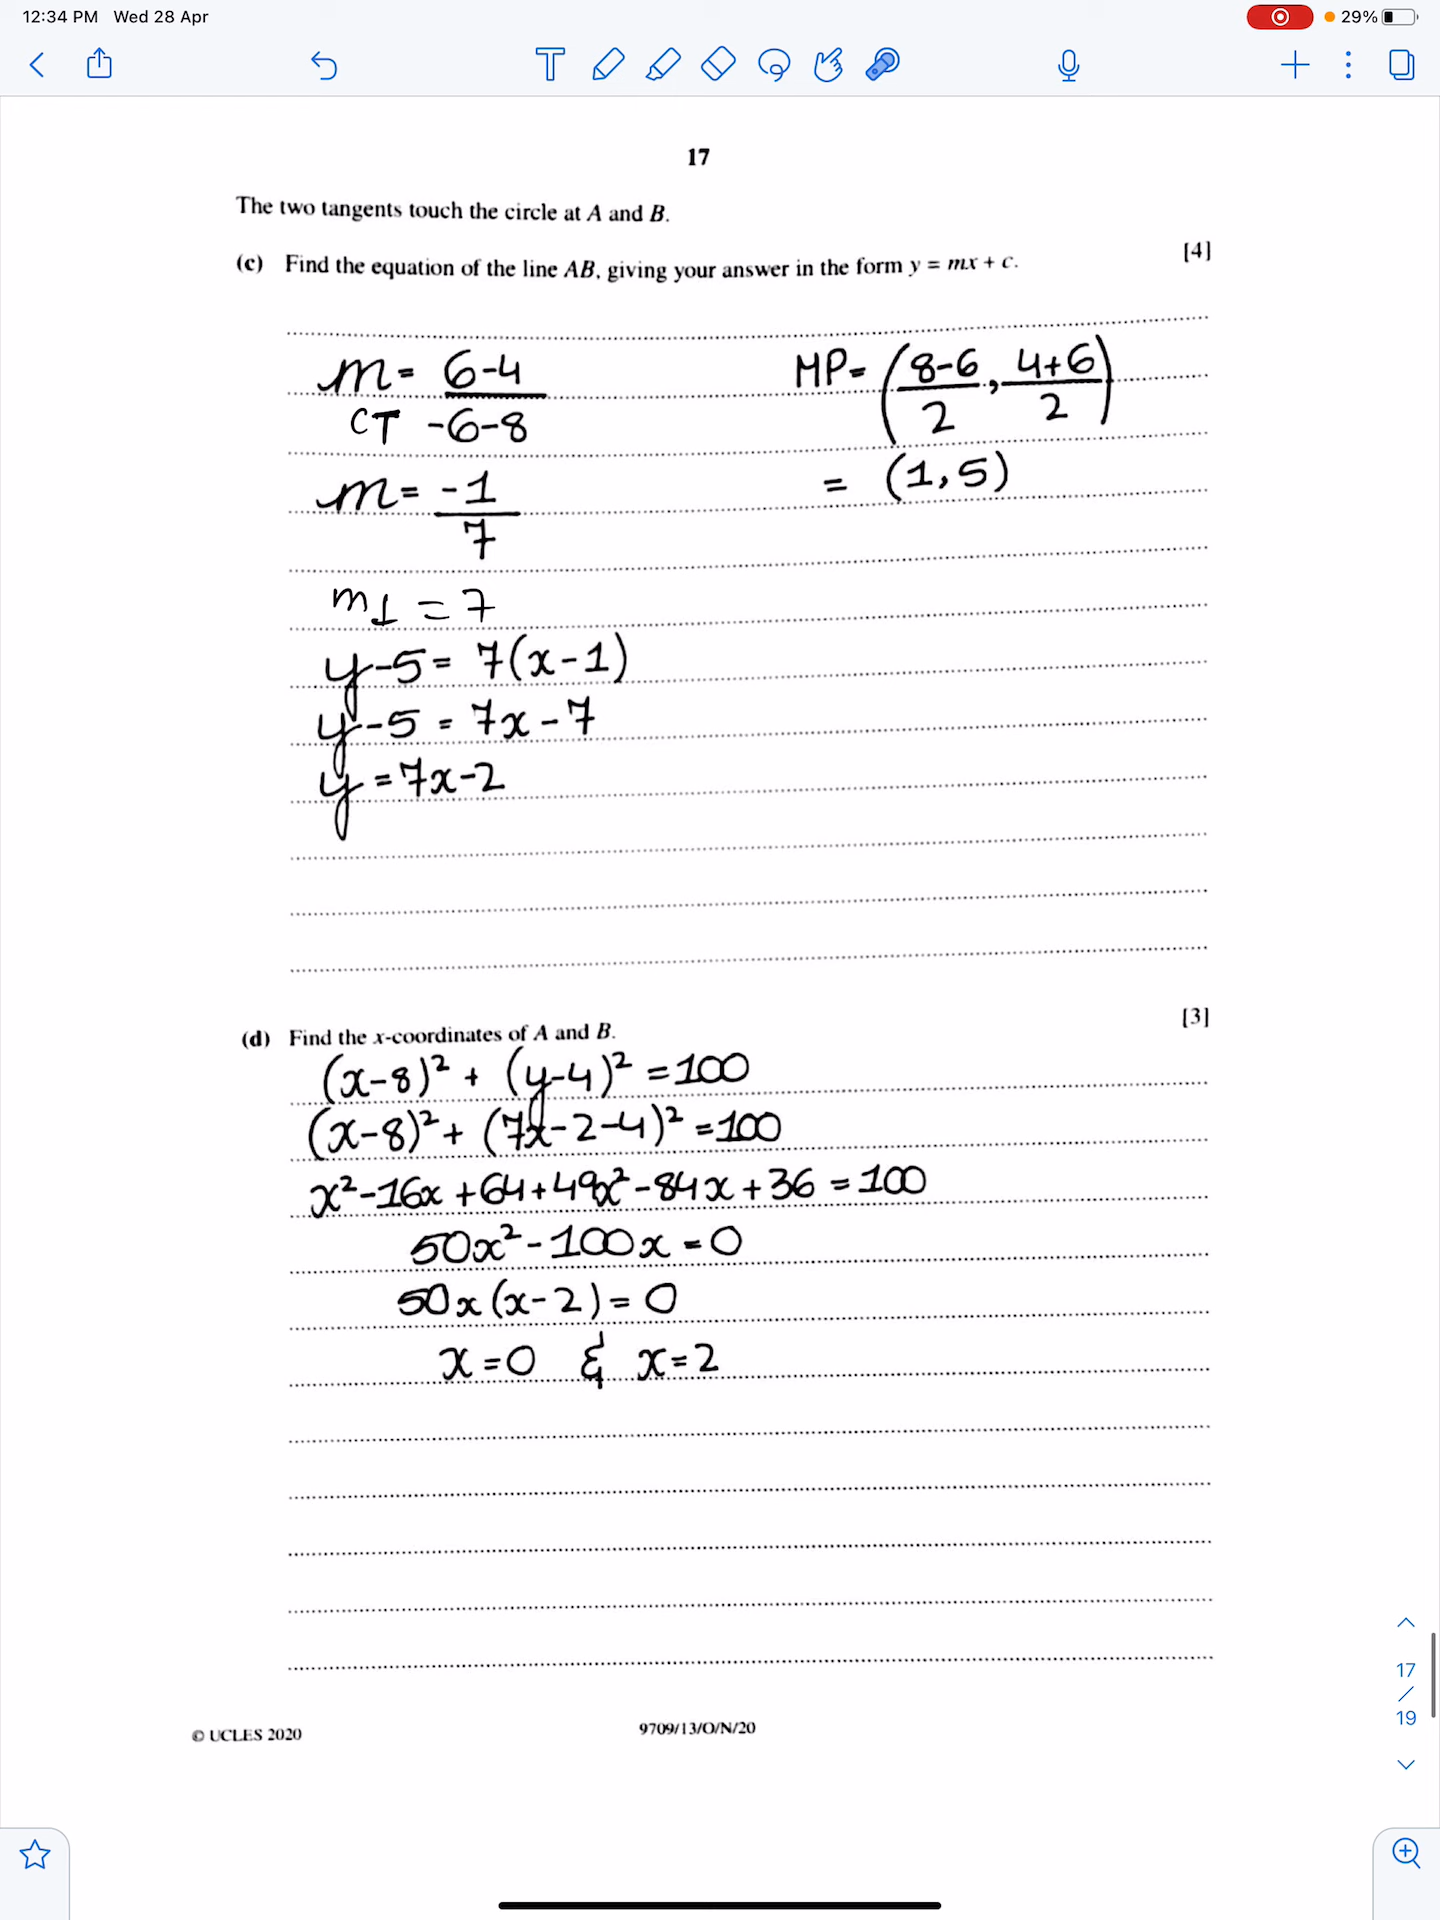 12:34 PM Wed 28 Apr
29%
17
The two tangents touch the circle at A and B.
(c) Find the equation of the line AB, giving your answer in the form y = mx + c. [4]
m = 6-4 / -6-8
CT
MP = (8-6 / 2, 4+6 / 2)
= (1, 5)
m = -1 / 7
m⊥ = 7
y-5 = 7(x-1)
y-5 = 7x-7
y = 7x-2
(d) Find the x-coordinates of A and B. [3]
(x-8)² + (y-4)² = 100
(x-8)² + (7x-2-4)² = 100
x²-16x+64+49x²-84x+36 = 100
50x²-100x = 0
50x(x-2) = 0
x = 0 & x = 2
© UCLES 2020
9709/13/O/N/20
17
/
19